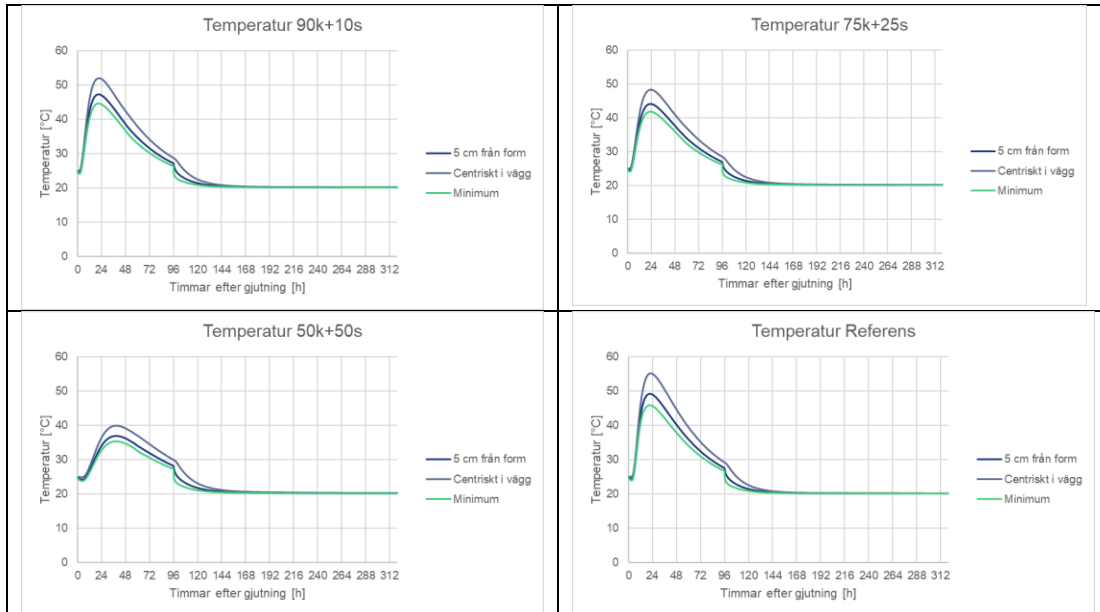 Temperatur 90k+10s
60
50
40
30
20
10
0
Temperatur [°C]
0 24 48 72 96 120 144 168 192 216 240 264 288 312
Timmar efter gjutning [h]
5 cm från form
Centriskt i vägg
Minimum
Temperatur 75k+25s
60
50
40
30
20
10
0
Temperatur [°C]
0 24 48 72 96 120 144 168 192 216 240 264 288 312
Timmar efter gjutning [h]
5 cm från form
Centriskt i vägg
Minimum
Temperatur 50k+50s
60
50
40
30
20
10
0
Temperatur [°C]
0 24 48 72 96 120 144 168 192 216 240 264 288 312
Timmar efter gjutning [h]
5 cm från form
Centriskt i vägg
Minimum
Temperatur Referens
60
50
40
30
20
10
0
Temperatur [°C]
0 24 48 72 96 120 144 168 192 216 240 264 288 312
Timmar efter gjutning [h]
5 cm från form
Centriskt i vägg
Minimum